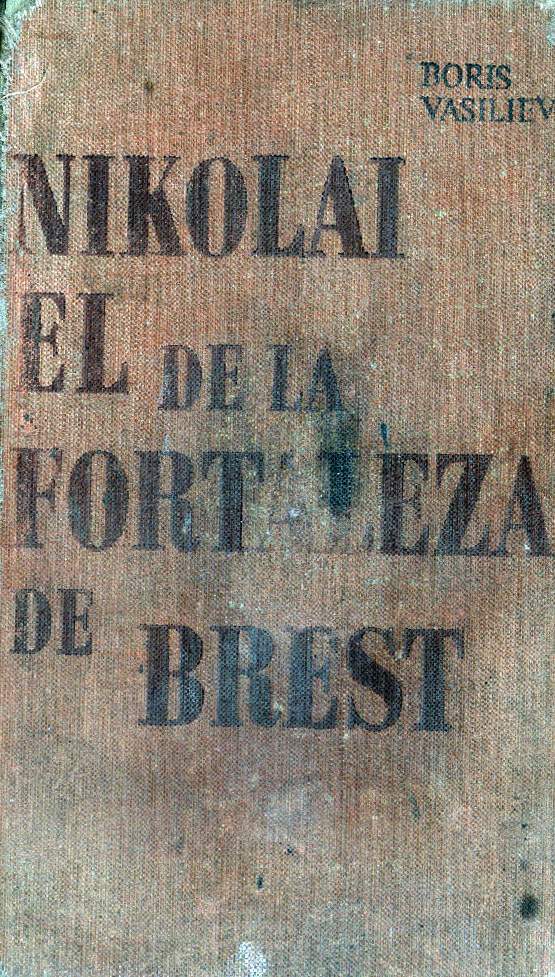 BORIS
VASILIEV
NIKOLAI
EL DE LA
FORTALEZA
DE BREST